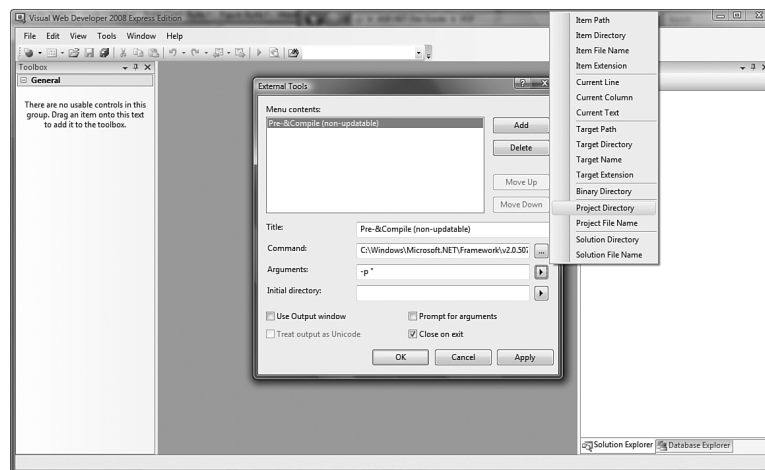 Visual Web Developer 2008 Express Edition
File Edit View Tools Window Help
Toolbox
General
There are no usable controls in this
group. Drag an item onto this text
to add it to the toolbox.
External Tools
Menu contents:
Pre-&Compile (non-updatable)
Add
Delete
Move Up
Move Down
Title:
Pre-&Compile (non-updatable)
Command:
C:\Windows\Microsoft.NET\Framework\v2.0.507
...
Arguments:
-p "
Initial directory:
Use Output window
Prompt for arguments
Treat output as Unicode
Close on exit
OK
Cancel
Apply
Item Path
Item Directory
Item File Name
Item Extension
Current Line
Current Column
Current Text
Target Path
Target Directory
Target Name
Target Extension
Binary Directory
Project Directory
Project File Name
Solution Directory
Solution File Name
Solution Explorer
Database Explorer